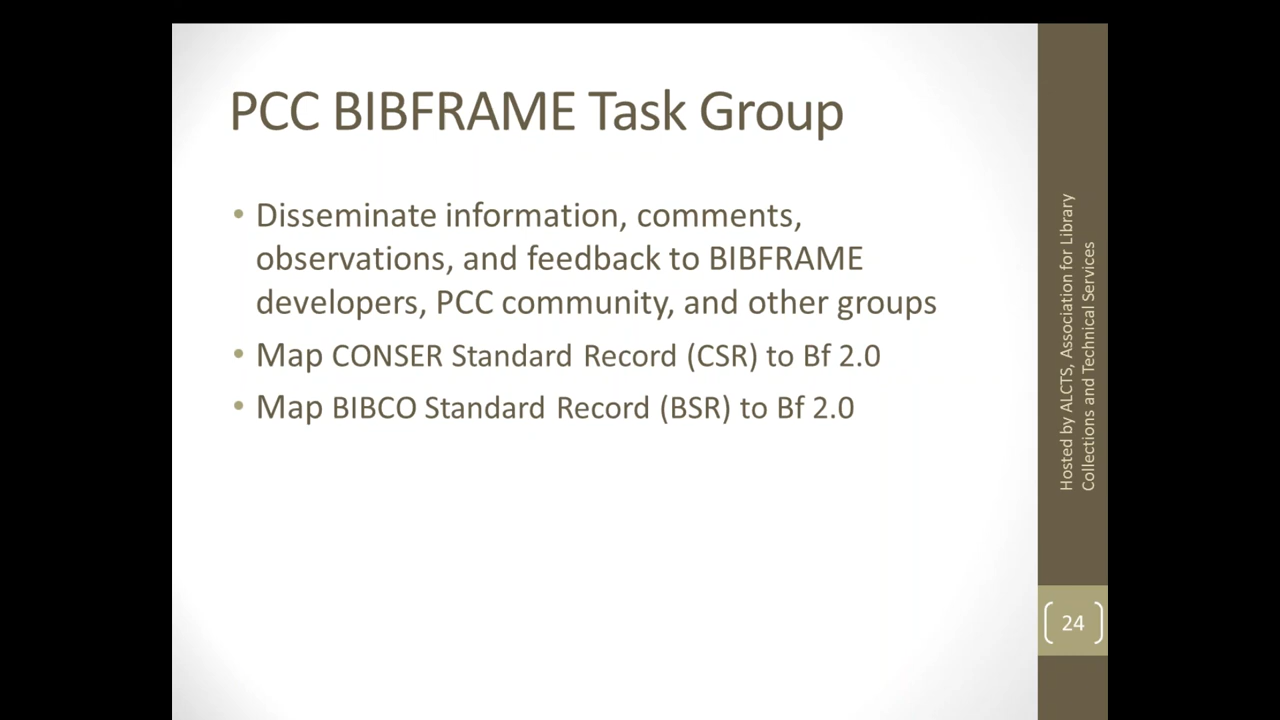 PCC BIBFRAME Task Group
• Disseminate information, comments,
observations, and feedback to BIBFRAME
developers, PCC community, and other groups
• Map CONSER Standard Record (CSR) to Bf 2.0
• Map BIBCO Standard Record (BSR) to Bf 2.0
Hosted by ALCTS, Association for Library
Collections and Technical Services
24